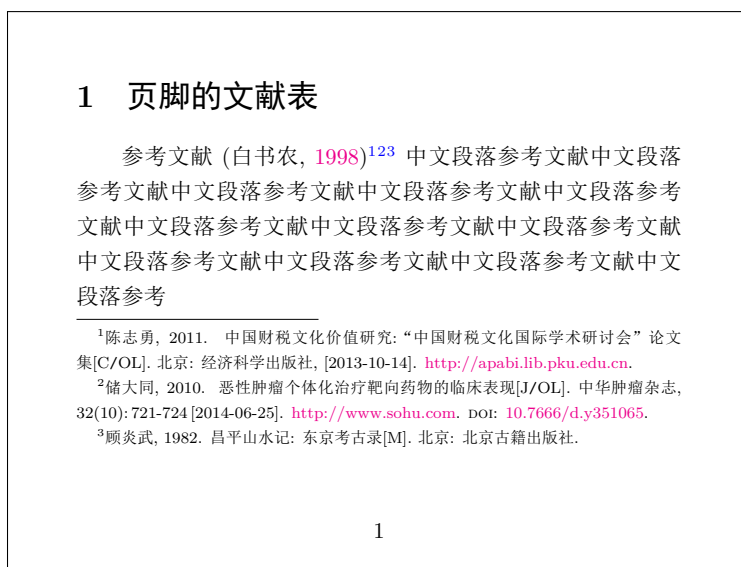 1 页脚的文献表
参考文献 (白书农, 1998)¹²³ 中文段落参考文献中文段落
参考文献中文段落参考文献中文段落参考文献中文段落参考
文献中文段落参考文献中文段落参考文献中文段落参考文献
中文段落参考文献中文段落参考文献中文段落参考文献中文
段落参考
¹陈志勇, 2011. 中国财税文化价值研究: “中国财税文化国际学术研讨会” 论文
集[C/OL]. 北京: 经济科学出版社, [2013-10-14]. http://apabi.lib.pku.edu.cn.
²储大同, 2010. 恶性肿瘤个体化治疗靶向药物的临床表现[J/OL]. 中华肿瘤杂志,
32(10): 721-724 [2014-06-25]. http://www.sohu.com. DOI: 10.7666/d.y351065.
³顾炎武, 1982. 昌平山水记: 东京考古录[M]. 北京: 北京古籍出版社.
1